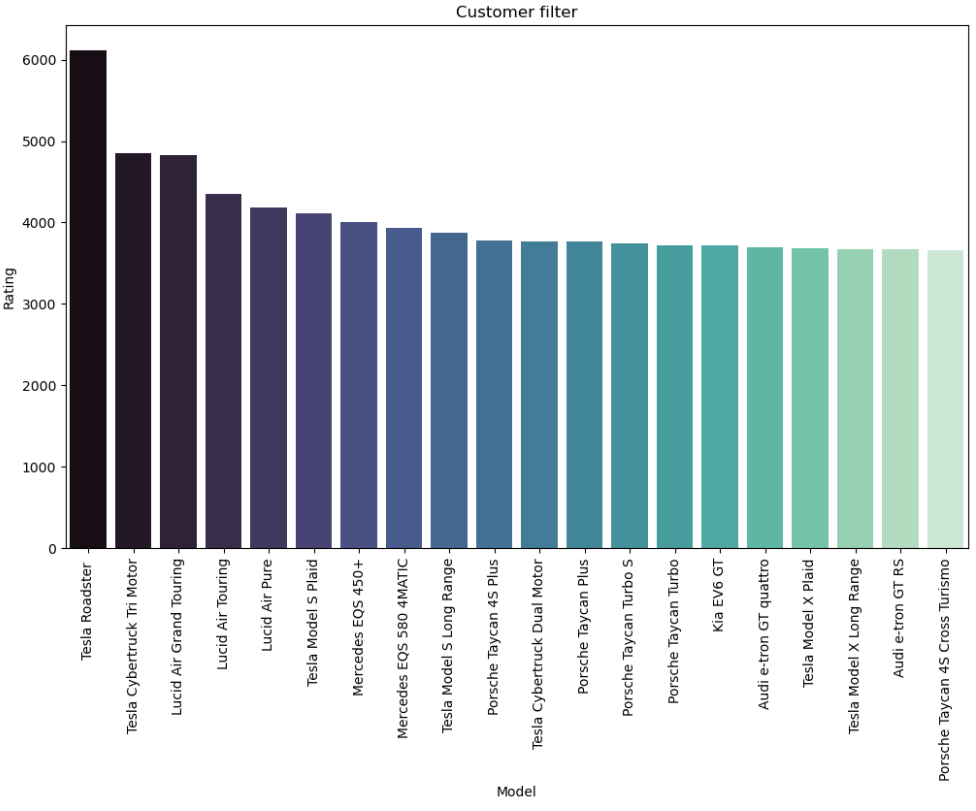 Customer filter
Rating
6000
5000
4000
3000
2000
1000
0
Tesla Roadster
Tesla Cybertruck Tri Motor
Lucid Air Grand Touring
Lucid Air Touring
Lucid Air Pure
Tesla Model S Plaid
Mercedes EQS 450+
Mercedes EQS 580 4MATIC
Tesla Model S Long Range
Porsche Taycan 4S Plus
Tesla Cybertruck Dual Motor
Porsche Taycan Plus
Porsche Taycan Turbo S
Porsche Taycan Turbo
Kia EV6 GT
Audi e-tron GT quattro
Tesla Model X Plaid
Tesla Model X Long Range
Audi e-tron GT RS
Porsche Taycan 4S Cross Turismo
Model